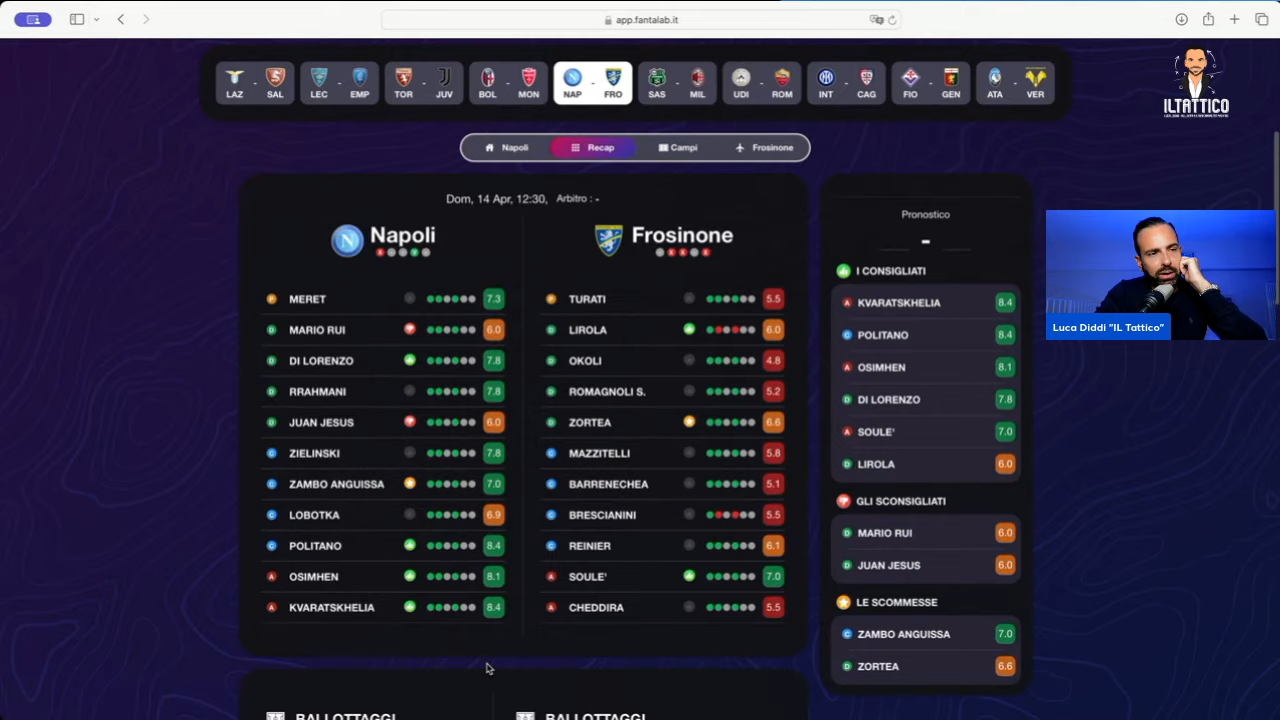 app.fantalab.it
LAZ - SAL
LEC - EMP
TOR - JUV
BOL - MON
NAP - FRO
SAS - MIL
UDI - ROM
INT - CAG
FIO - GEN
ATA - VER
ILTATTICO
Napoli
Recap
Campi
Frosinone
Dom, 14 Apr, 12:30, Arbitro : -
Napoli
P MERET 7.3
D MARIO RUI 6.0
D DI LORENZO 7.8
D RRAHMANI 7.8
D JUAN JESUS 6.0
C ZIELINSKI 7.8
C ZAMBO ANGUISSA 7.0
C LOBOTKA 6.9
C POLITANO 8.4
A OSIMHEN 8.1
A KVARATSKHELIA 8.4
Frosinone
P TURATI 5.5
D LIROLA 6.0
D OKOLI 4.8
D ROMAGNOLI S. 5.2
D ZORTEA 6.6
C MAZZITELLI 5.8
C BARRENECHEA 5.1
C BRESCIANINI 5.5
C REINIER 6.1
A SOULE' 7.0
A CHEDDIRA 5.5
Pronostico
-
I CONSIGLIATI
A KVARATSKHELIA 8.4
C POLITANO 8.4
A OSIMHEN 8.1
D DI LORENZO 7.8
A SOULE' 7.0
D LIROLA 6.0
GLI SCONSIGLIATI
D MARIO RUI 6.0
D JUAN JESUS 6.0
LE SCOMMESSE
C ZAMBO ANGUISSA 7.0
D ZORTEA 6.6
Luca Diddi "IL Tattico"
BALLOTTAGGI
BALLOTTAGGI